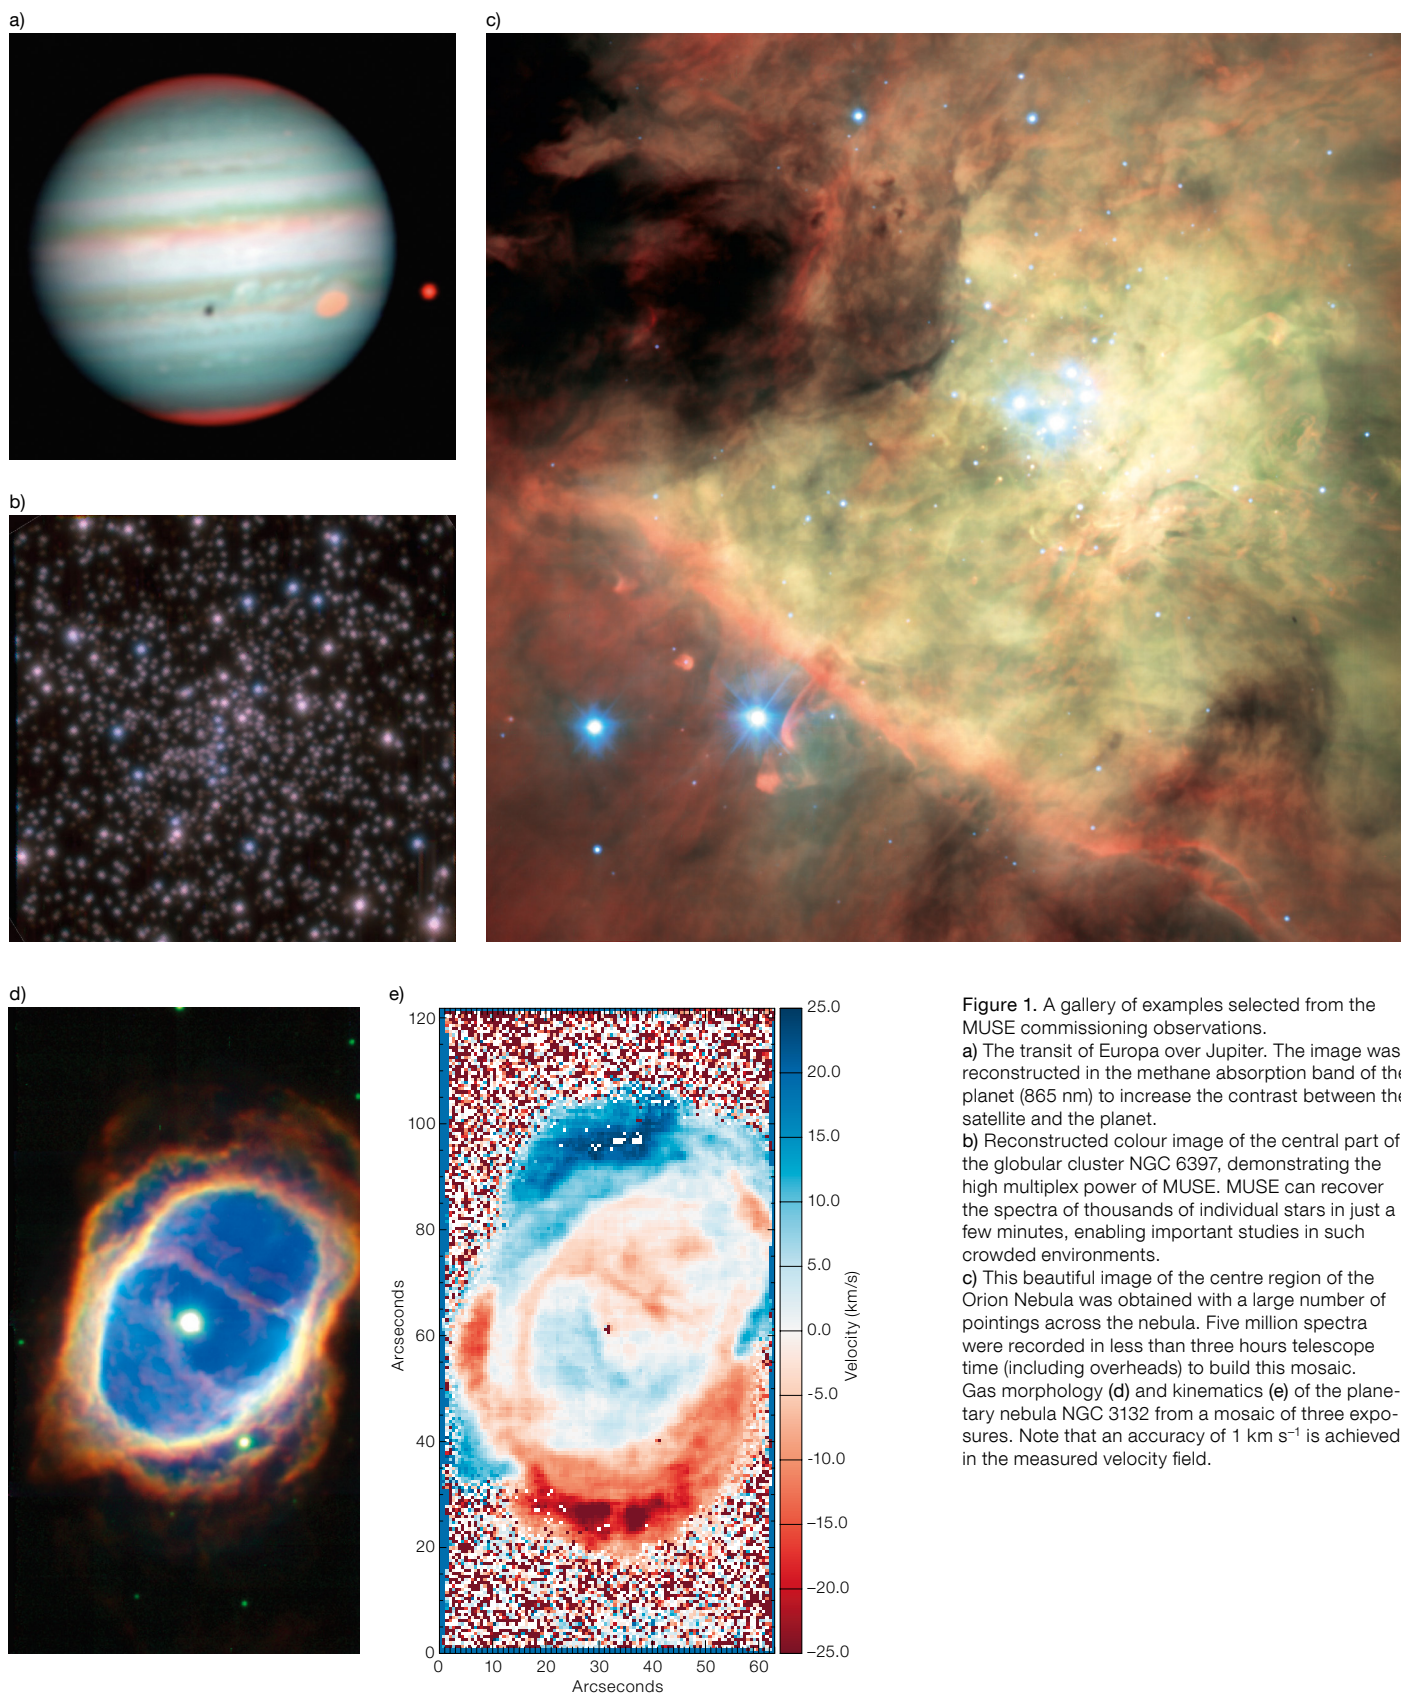 a)
c)
b)
d)
e)
120
100
80
60
40
20
0
Arcseconds
0 10 20 30 40 50 60
Arcseconds
25.0
20.0
15.0
10.0
5.0
0.0
-5.0
-10.0
–15.0
–20.0
–25.0
Velocity (km/s)
Figure 1. A gallery of examples selected from the
MUSE commissioning observations.
a) The transit of Europa over Jupiter. The image was
reconstructed in the methane absorption band of the
planet (865 nm) to increase the contrast between the
satellite and the planet.
b) Reconstructed colour image of the central part of
the globular cluster NGC 6397, demonstrating the
high multiplex power of MUSE. MUSE can recover
the spectra of thousands of individual stars in just a
few minutes, enabling important studies in such
crowded environments.
c) This beautiful image of the centre region of the
Orion Nebula was obtained with a large number of
pointings across the nebula. Five million spectra
were recorded in less than three hours telescope
time (including overheads) to build this mosaic.
Gas morphology (d) and kinematics (e) of the plane-
tary nebula NGC 3132 from a mosaic of three expo-
sures. Note that an accuracy of 1 km s⁻¹ is achieved
in the measured velocity field.